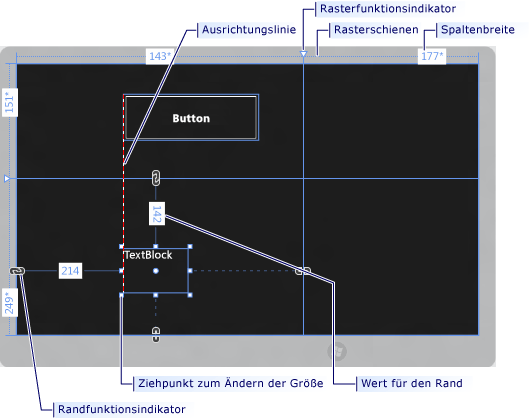 Rasterfunktionsindikator
Ausrichtungslinie
Rasterschienen
Spaltenbreite
143*
177*
151*
Button
142
TextBlock
214
249*
Ziehpunkt zum Ändern der Größe
Wert für den Rand
Randfunktionsindikator